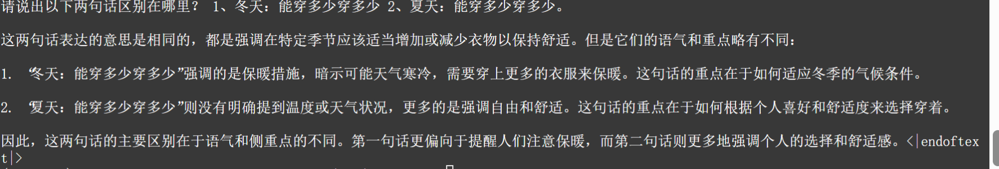 请说出以下两句话区别在哪里？ 1、冬天：能穿多少穿多少 2、夏天：能穿多少穿多少。
这两句话表达的意思是相同的，都是强调在特定季节应该适当增加或减少衣物以保持舒适。但是它们的语气和重点略有不同：
1. “冬天：能穿多少穿多少”强调的是保暖措施，暗示可能天气寒冷，需要穿上更多的衣服来保暖。这句话的重点在于如何适应冬季的气候条件。
2. “夏天：能穿多少穿多少”则没有明确提到温度或天气状况，更多的是强调自由和舒适。这句话的重点在于如何根据个人喜好和舒适度来选择穿着。
因此，这两句话的主要区别在于语气和侧重点的不同。第一句话更偏向于提醒人们注意保暖，而第二句话则更多地强调个人的选择和舒适感。<|endoftex
t|>